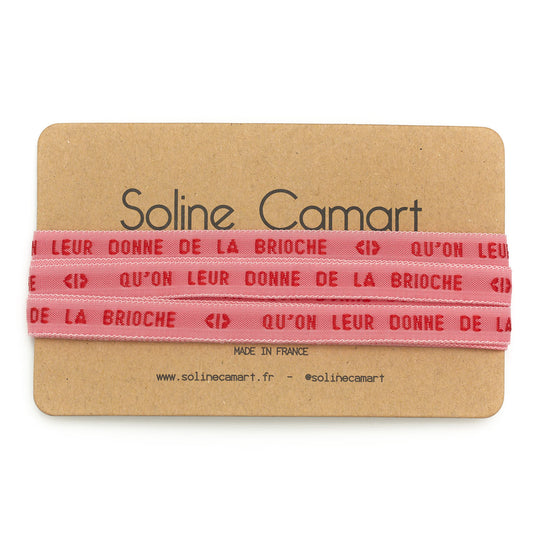 Soline Camart
N LEUR DONNE DE LA BRIOCHE <I> QU'ON LEU
E <I> QU'ON LEUR DONNE DE LA BRIOCHE <I>
DE LA BRIOCHE <I> QU'ON LEUR DONNE DE LA
MADE IN FRANCE
www.solinecamart.fr - @solinecamart